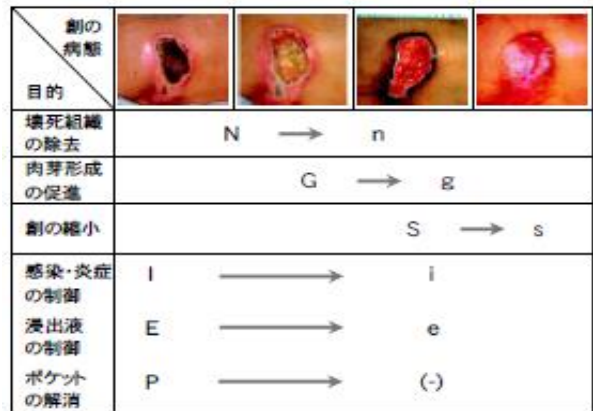 創の
病態
目的
壊死組織
の除去
N → n
肉芽形成
の促進
G → g
創の縮小
S → s
感染・炎症
の制御
I → i
浸出液
の制御
E → e
ポケット
の解消
P → (-)